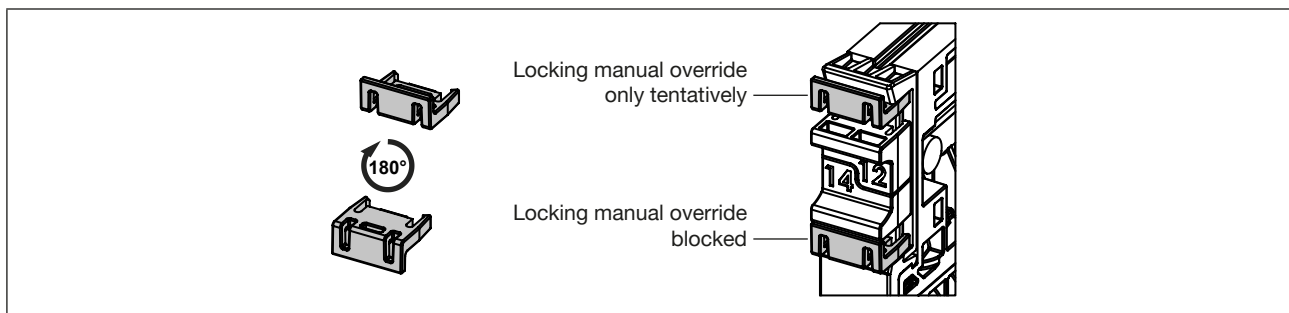 Locking manual override
only tentatively
180°
14 12
Locking manual override
blocked